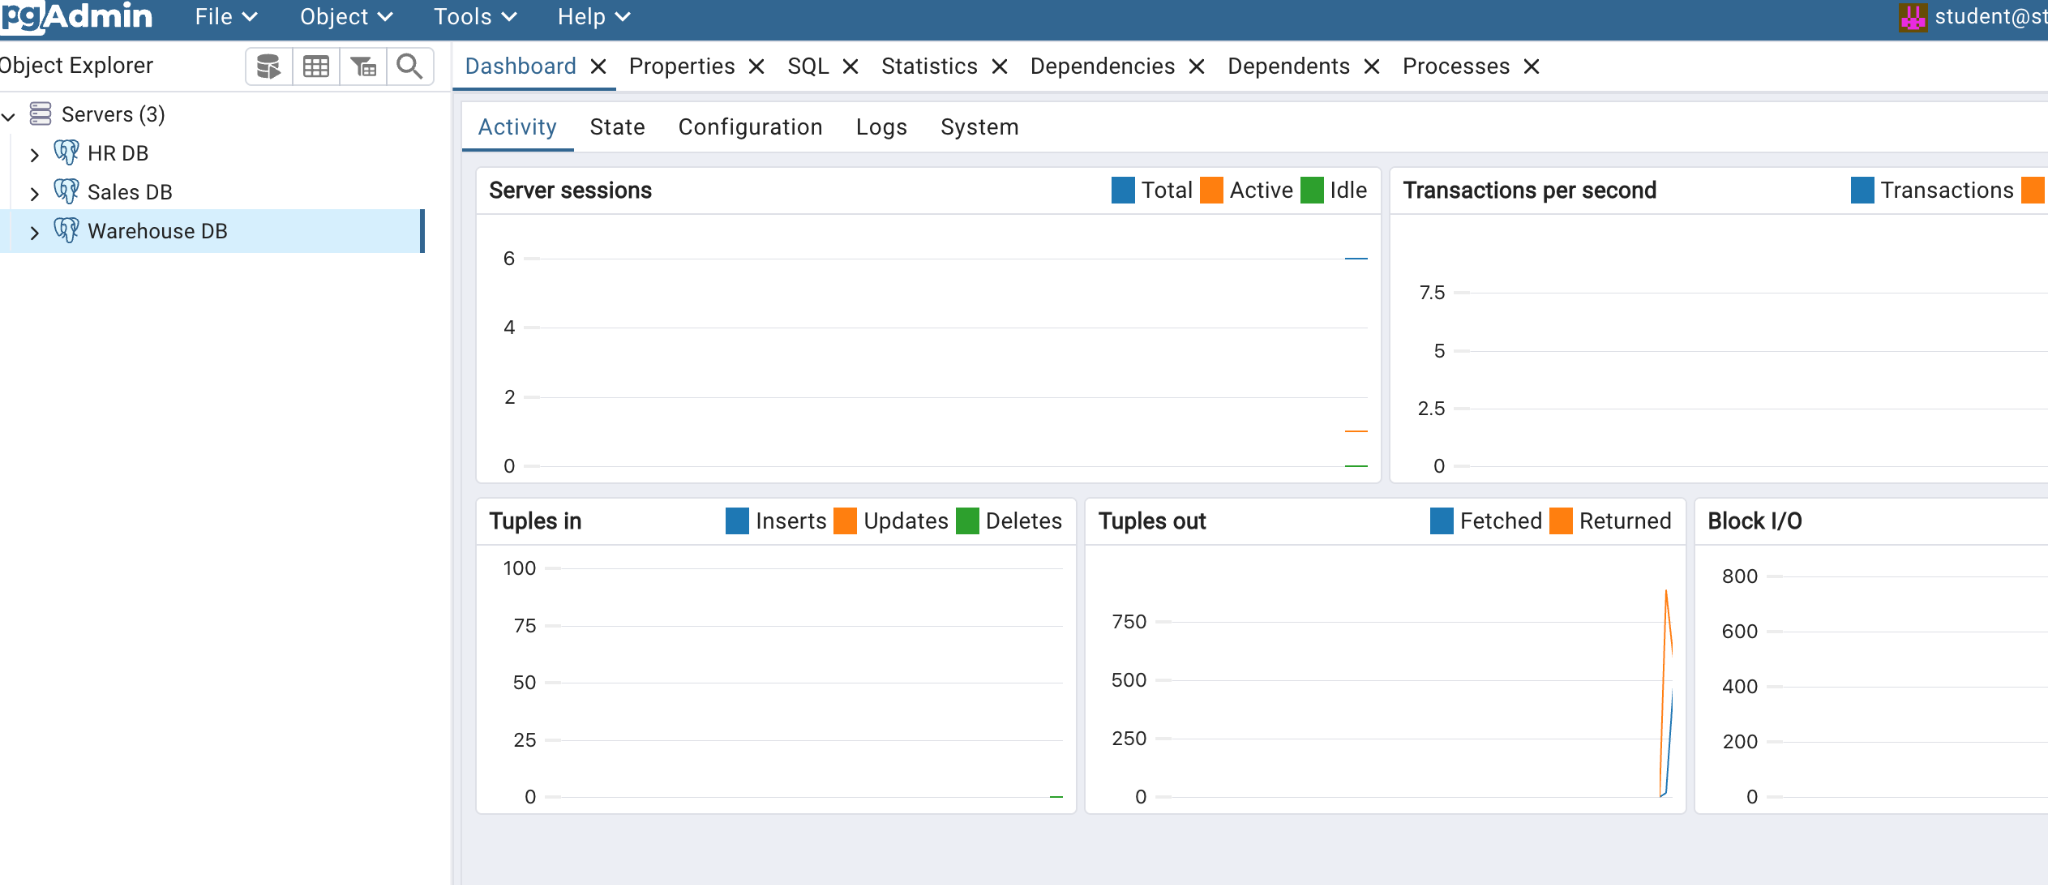 pgAdmin File Object Tools Help student@st
Object Explorer
Dashboard Properties SQL Statistics Dependencies Dependents Processes
Servers (3)
HR DB
Sales DB
Warehouse DB
Activity State Configuration Logs System
Server sessions Total Active Idle
6
4
2
0
Transactions per second Transactions
7.5
5
2.5
0
Tuples in Inserts Updates Deletes
100
75
50
25
0
Tuples out Fetched Returned
750
500
250
0
Block I/O
800
600
400
200
0